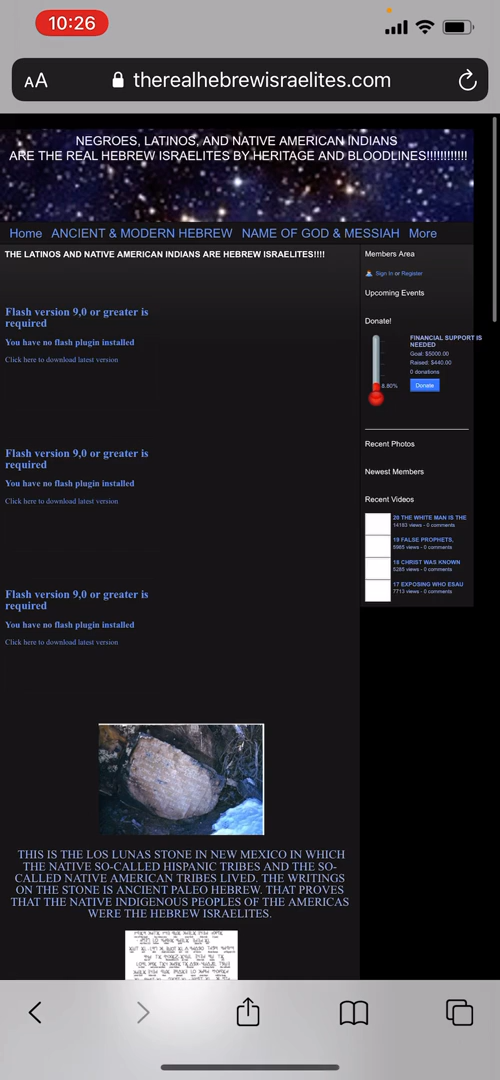 10:26
AA therealhebrewisraelites.com
NEGROES, LATINOS, AND NATIVE AMERICAN INDIANS
ARE THE REAL HEBREW ISRAELITES BY HERITAGE AND BLOODLINES!!!!!!!!!!!!
Home ANCIENT & MODERN HEBREW NAME OF GOD & MESSIAH More
THE LATINOS AND NATIVE AMERICAN INDIANS ARE HEBREW ISRAELITES!!!!
Flash version 9,0 or greater is
required
You have no flash plugin installed
Click here to download latest version
Flash version 9,0 or greater is
required
You have no flash plugin installed
Click here to download latest version
Flash version 9,0 or greater is
required
You have no flash plugin installed
Click here to download latest version
THIS IS THE LOS LUNAS STONE IN NEW MEXICO IN WHICH
THE NATIVE SO-CALLED HISPANIC TRIBES AND THE SO-
CALLED NATIVE AMERICAN TRIBES LIVED. THE WRITINGS
ON THE STONE IS ANCIENT PALEO HEBREW. THAT PROVES
THAT THE NATIVE INDIGENOUS PEOPLES OF THE AMERICAS
WERE THE HEBREW ISRAELITES.
Members Area
Sign In or Register
Upcoming Events
Donate!
FINANCIAL SUPPORT IS
NEEDED
Goal: $5000.00
Raised: $440.00
0 donations
8.80%
Donate
Recent Photos
Newest Members
Recent Videos
20 THE WHITE MAN IS THE
14163 views - 0 comments
19 FALSE PROPHETS,
5965 views - 0 comments
18 CHRIST WAS KNOWN
5285 views - 0 comments
17 EXPOSING WHO ESAU
7713 views - 0 comments